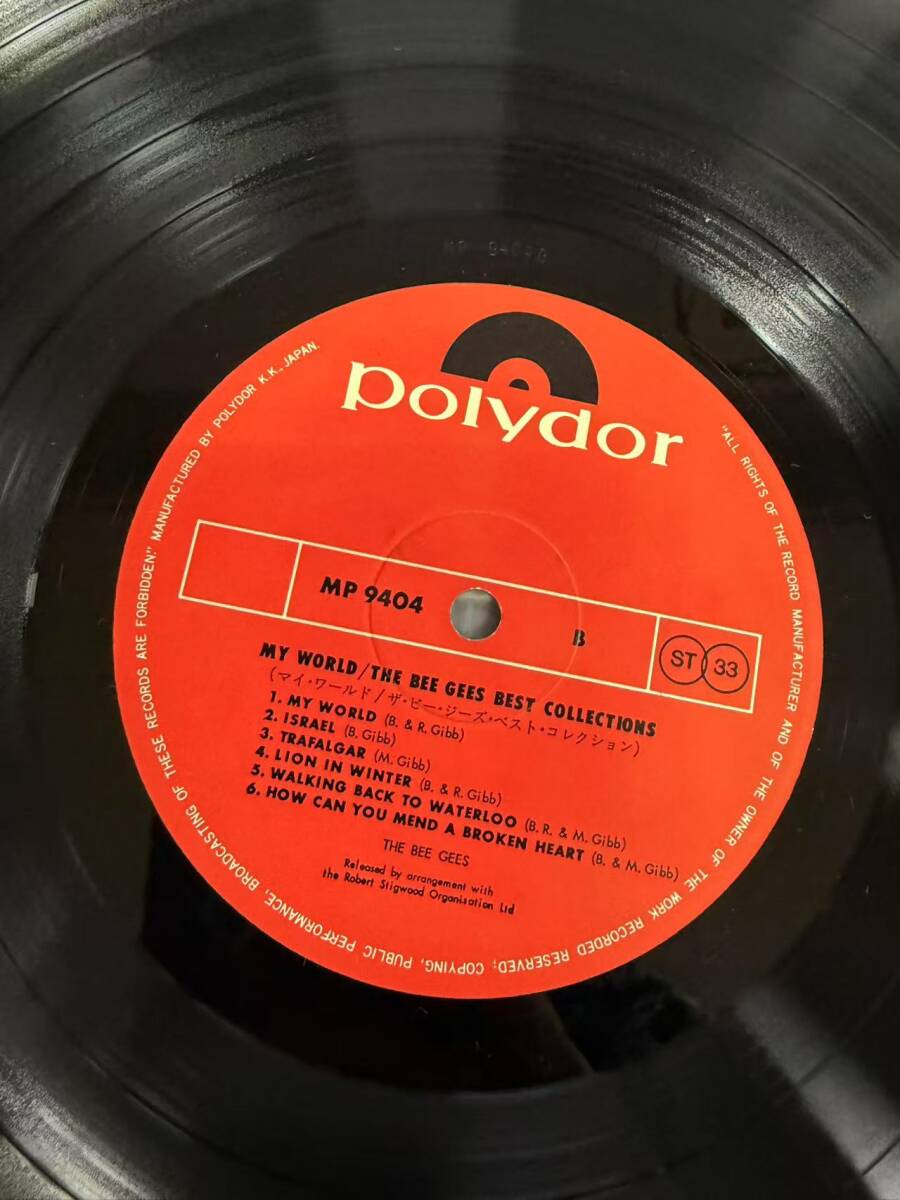 polydor
MP 9404
B
ST 33
MY WORLD/THE BEE GEES BEST COLLECTIONS
(マイ・ワールド/ザ・ビー・ジーズ・ベスト・コレクション)
1. MY WORLD (B. & R. Gibb)
2. ISRAEL (B. Gibb)
3. TRAFALGAR (M. Gibb)
4. LION IN WINTER (B. & R. Gibb)
5. WALKING BACK TO WATERLOO (B. R. & M. Gibb)
6. HOW CAN YOU MEND A BROKEN HEART (B. & M. Gibb)
THE BEE GEES
Released by arrangement with
the Robert Stigwood Organisation Ltd
"ALL RIGHTS OF THE RECORD MANUFACTURER AND OF THE OWNER OF THE WORK RECORDED RESERVED; COPYING, PUBLIC PERFORMANCE, BROADCASTING OF THESE RECORDS ARE FORBIDDEN." MANUFACTURED BY POLYDOR K.K., JAPAN.